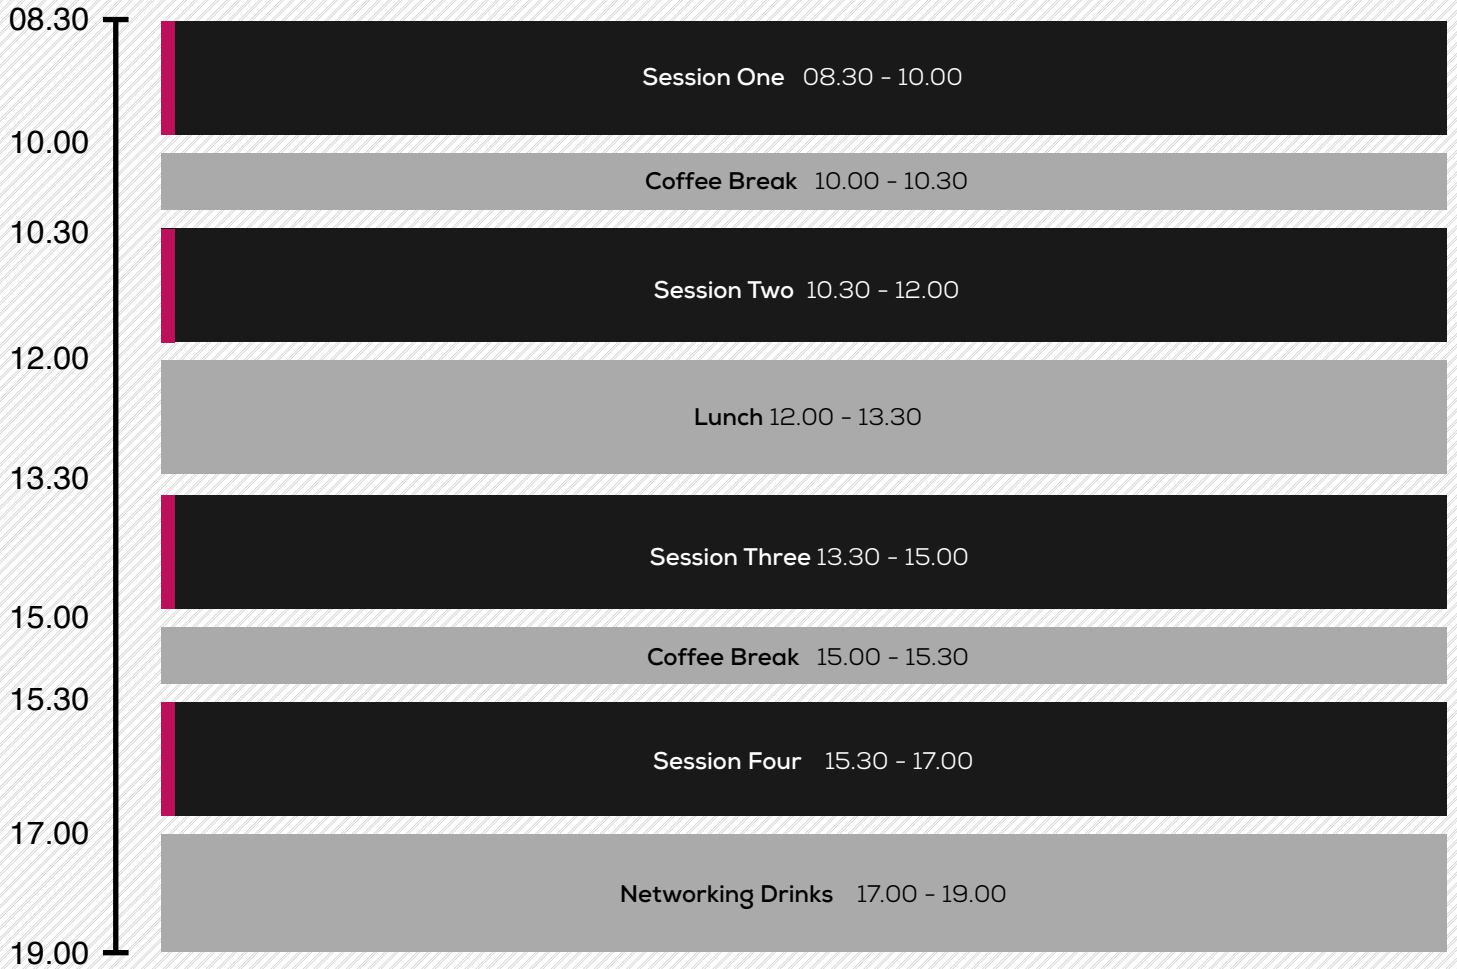 08.30
Session One 08.30 - 10.00
10.00
Coffee Break 10.00 - 10.30
10.30
Session Two 10.30 - 12.00
12.00
Lunch 12.00 - 13.30
13.30
Session Three 13.30 - 15.00
15.00
Coffee Break 15.00 - 15.30
15.30
Session Four 15.30 - 17.00
17.00
Networking Drinks 17.00 - 19.00
19.00